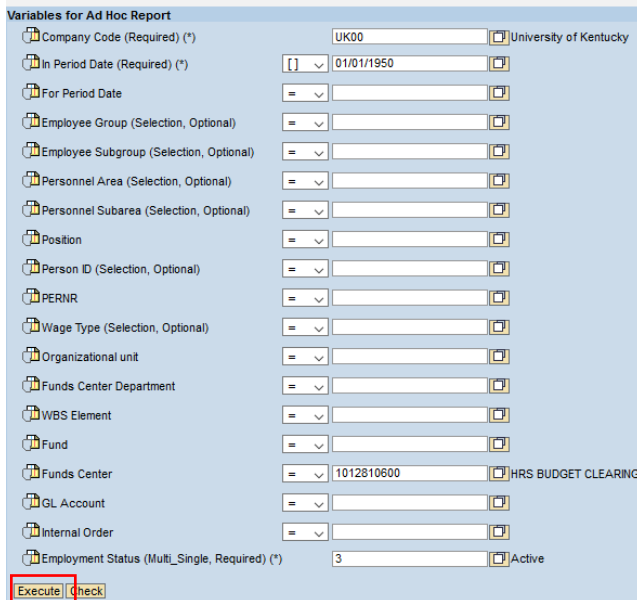 Variables for Ad Hoc Report
Company Code (Required) (*) UK00 University of Kentucky
In Period Date (Required) (*) [ ] 01/01/1950
For Period Date =
Employee Group (Selection, Optional) =
Employee Subgroup (Selection, Optional) =
Personnel Area (Selection, Optional) =
Personnel Subarea (Selection, Optional) =
Position =
Person ID (Selection, Optional) =
PERNR =
Wage Type (Selection, Optional) =
Organizational unit =
Funds Center Department =
WBS Element =
Fund =
Funds Center = 1012810600 HRS BUDGET CLEARING
GL Account =
Internal Order =
Employment Status (Multi_Single, Required) (*) 3 Active
Execute Check